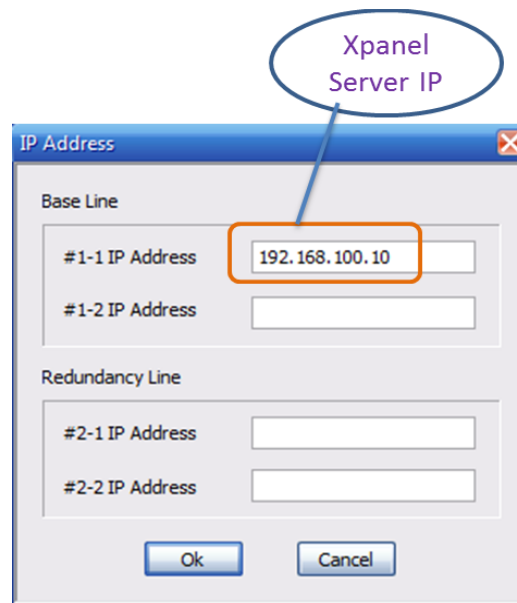 Xpanel
Server IP
IP Address
Base Line
#1-1 IP Address 192.168.100.10
#1-2 IP Address
Redundancy Line
#2-1 IP Address
#2-2 IP Address
Ok Cancel